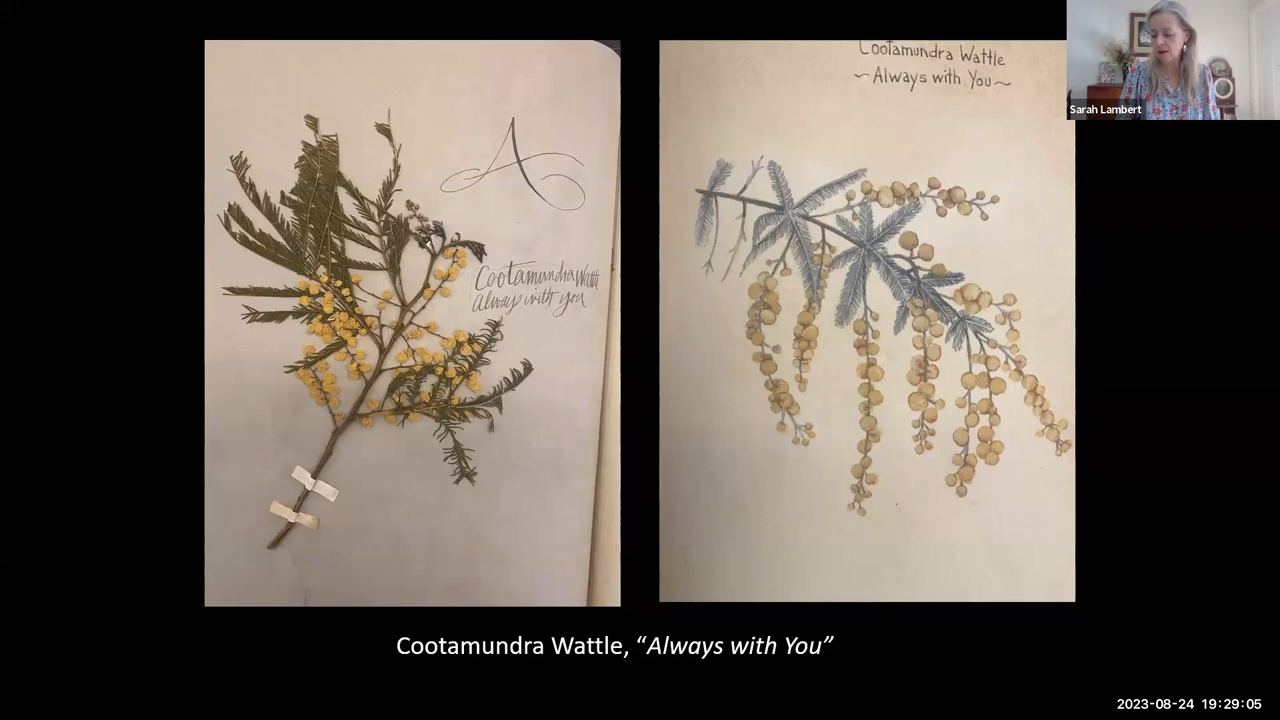 A
Cootamundra Wattle
Always with you
Cootamundra Wattle
~Always with You~
Sarah Lambert
Cootamundra Wattle, “Always with You”
2023-08-24 19:29:05